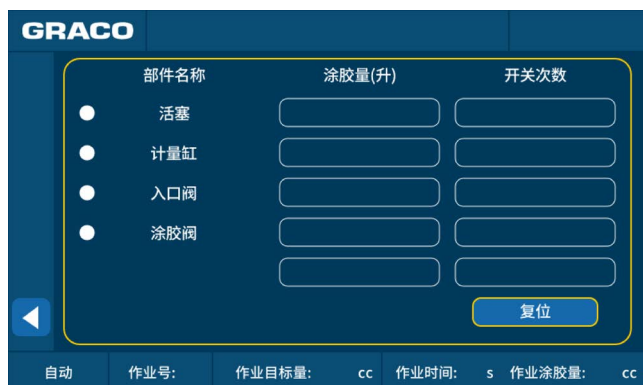 GRACO
部件名称 涂胶量(升) 开关次数
活塞
计量缸
入口阀
涂胶阀
复位
自动 作业号: 作业目标量: cc 作业时间: s 作业涂胶量: cc